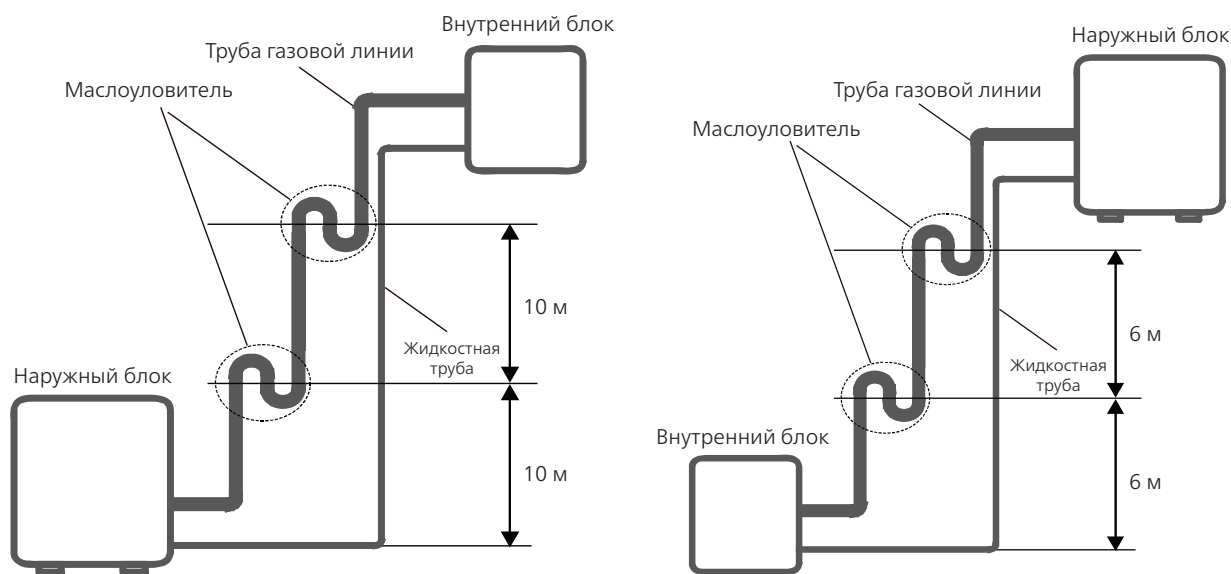 Внутренний блок
Труба газовой линии
Маслоуловитель
10 м
Жидкостная
труба
Наружный блок
10 м
Наружный блок
Труба газовой линии
Маслоуловитель
6 м
Жидкостная
труба
Внутренний блок
6 м